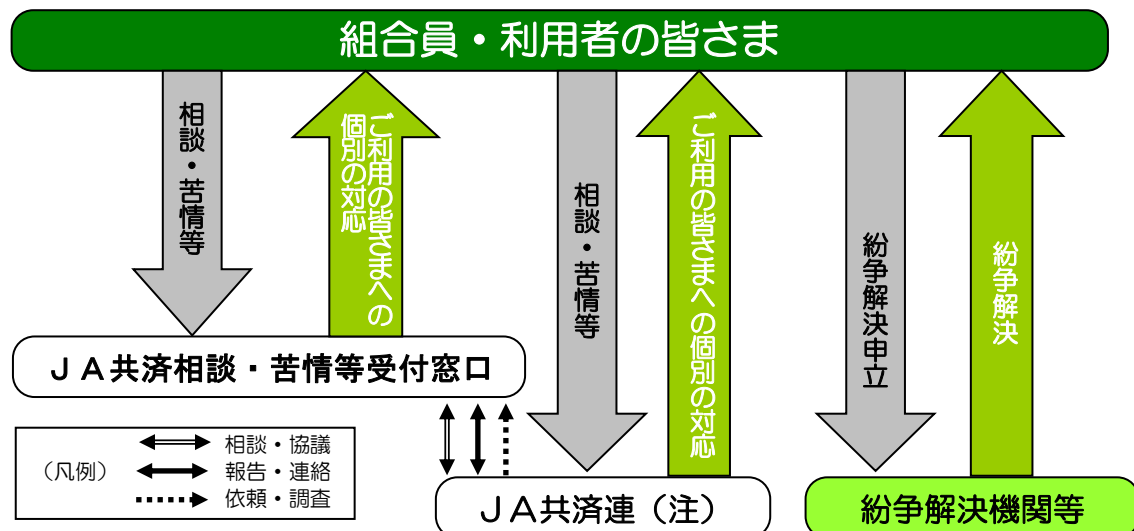 組合員・利用者の皆さま
相談・苦情等
ご利用の皆さまへの
個別の対応
相談・苦情等
ご利用の皆さまへの個別の対応
紛争解決申立
紛争解決
ＪＡ共済相談・苦情等受付窓口
（凡例）
相談・協議
報告・連絡
依頼・調査
ＪＡ共済連（注）
紛争解決機関等